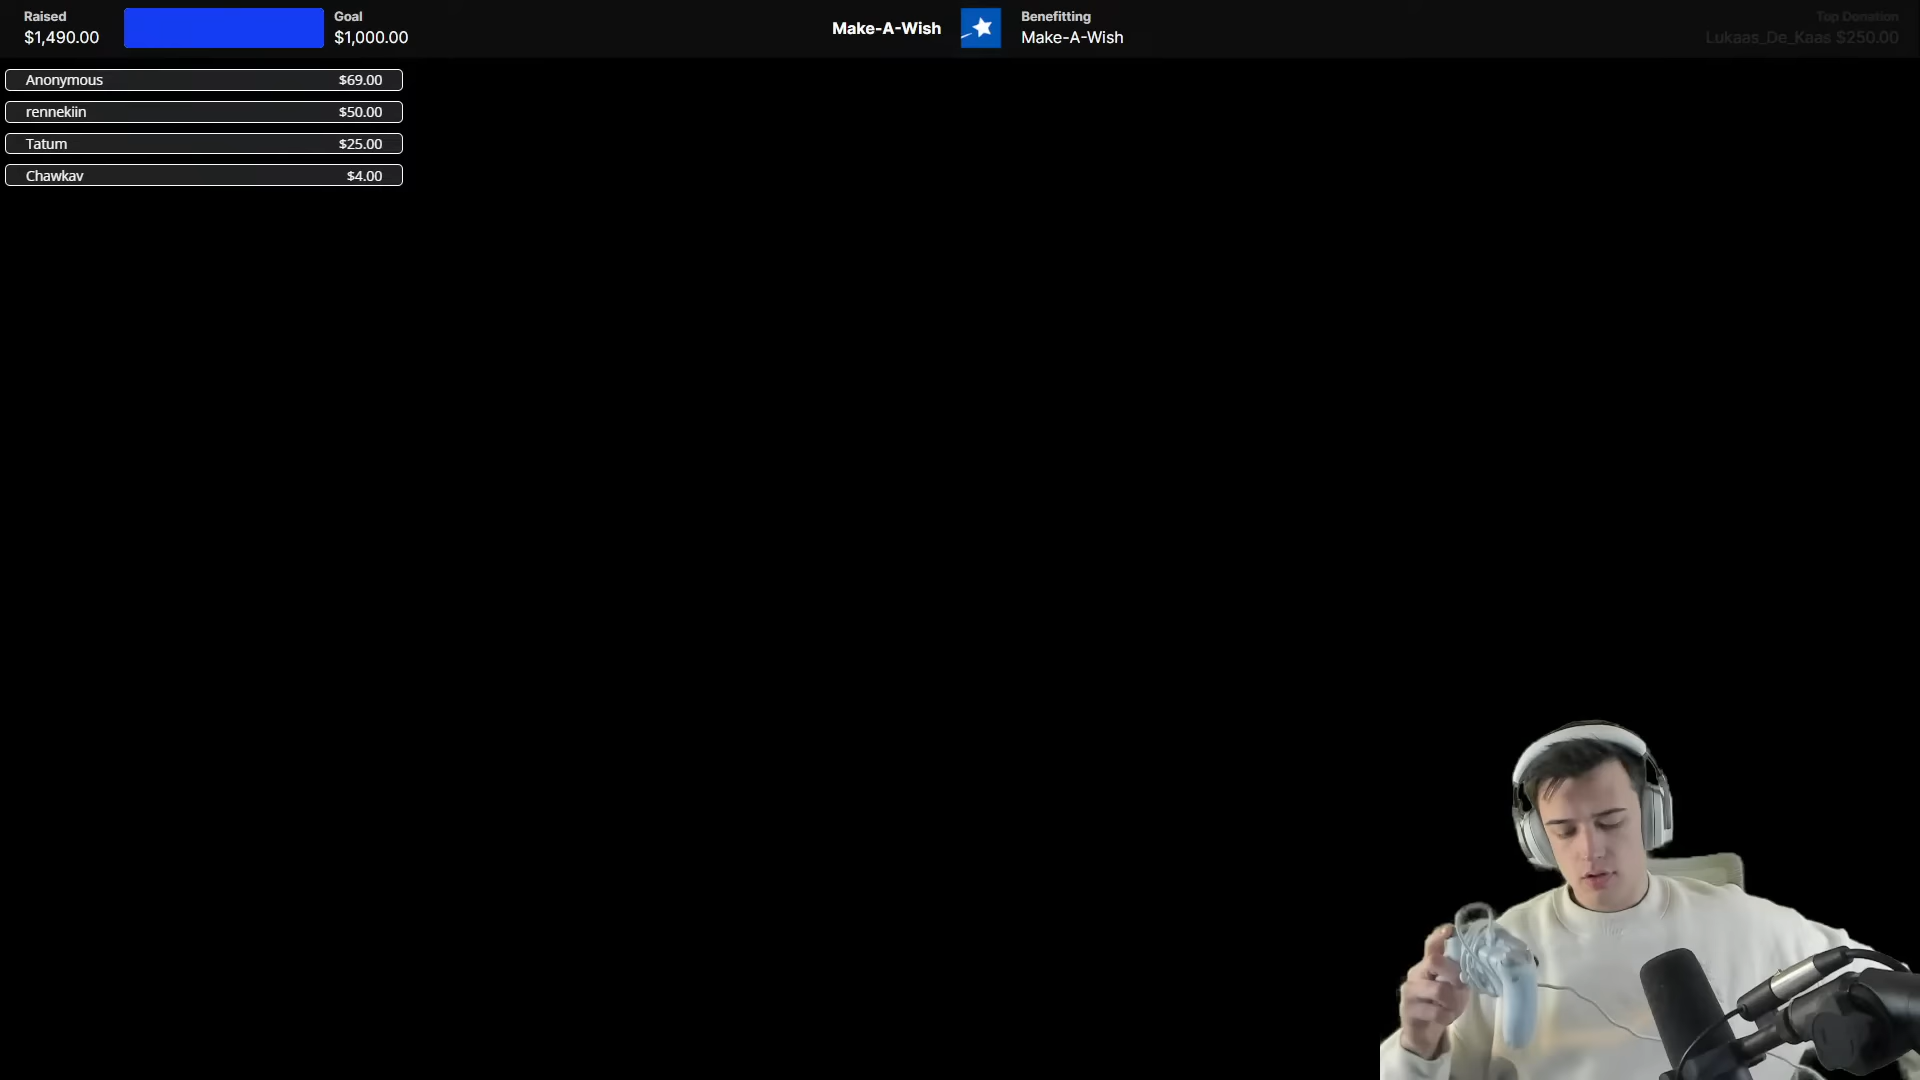 Raised
$1,490.00
Goal
$1,000.00
Make-A-Wish
Benefitting
Make-A-Wish
Top Donation
Lukaas_De_Kaas $250.00
Anonymous $69.00
rennekiin $50.00
Tatum $25.00
Chawkav $4.00